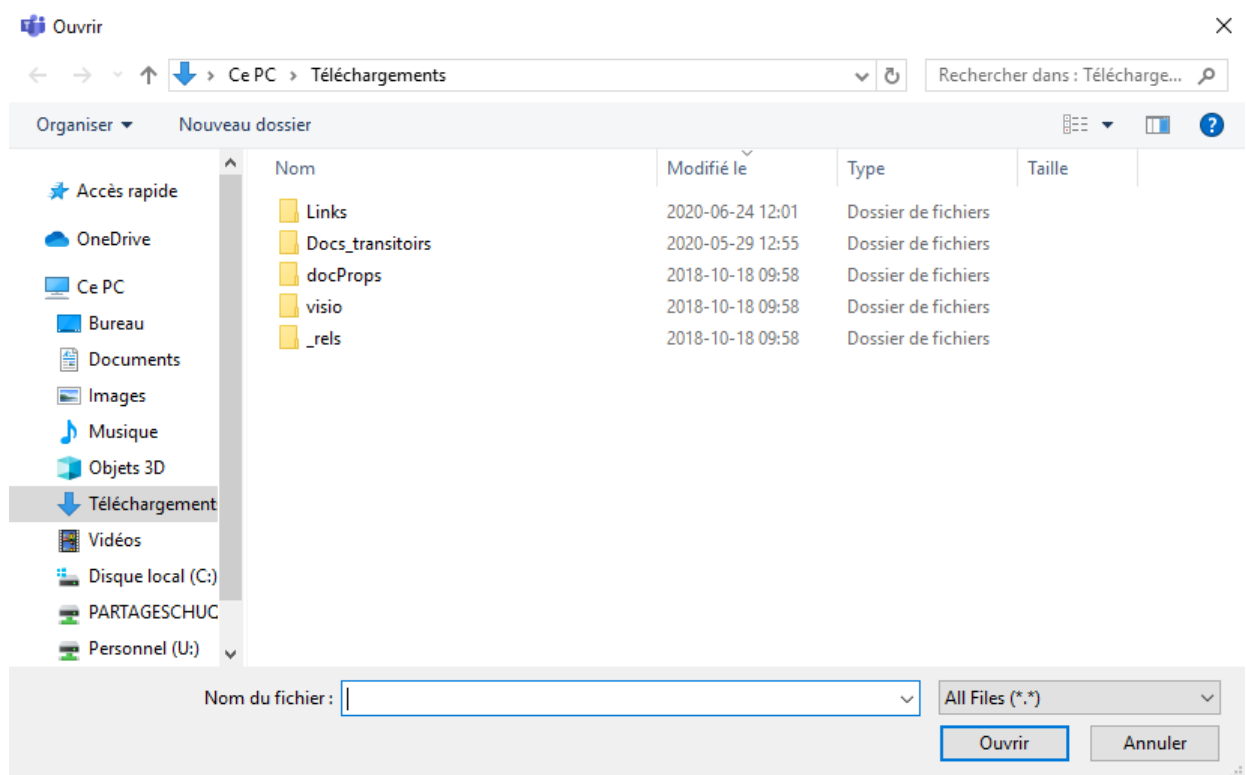 Ouvrir
Ce PC > Téléchargements
Rechercher dans : Télécharge...
Organiser
Nouveau dossier
Nom Modifié le Type Taille
Accès rapide
OneDrive
Ce PC
Bureau
Documents
Images
Musique
Objets 3D
Téléchargement
Vidéos
Disque local (C:)
PARTAGESCHUQ
Personnel (U:)
Links 2020-06-24 12:01 Dossier de fichiers
Docs_transitoirs 2020-05-29 12:55 Dossier de fichiers
docProps 2018-10-18 09:58 Dossier de fichiers
visio 2018-10-18 09:58 Dossier de fichiers
_rels 2018-10-18 09:58 Dossier de fichiers
Nom du fichier :
All Files (*.*)
Ouvrir
Annuler